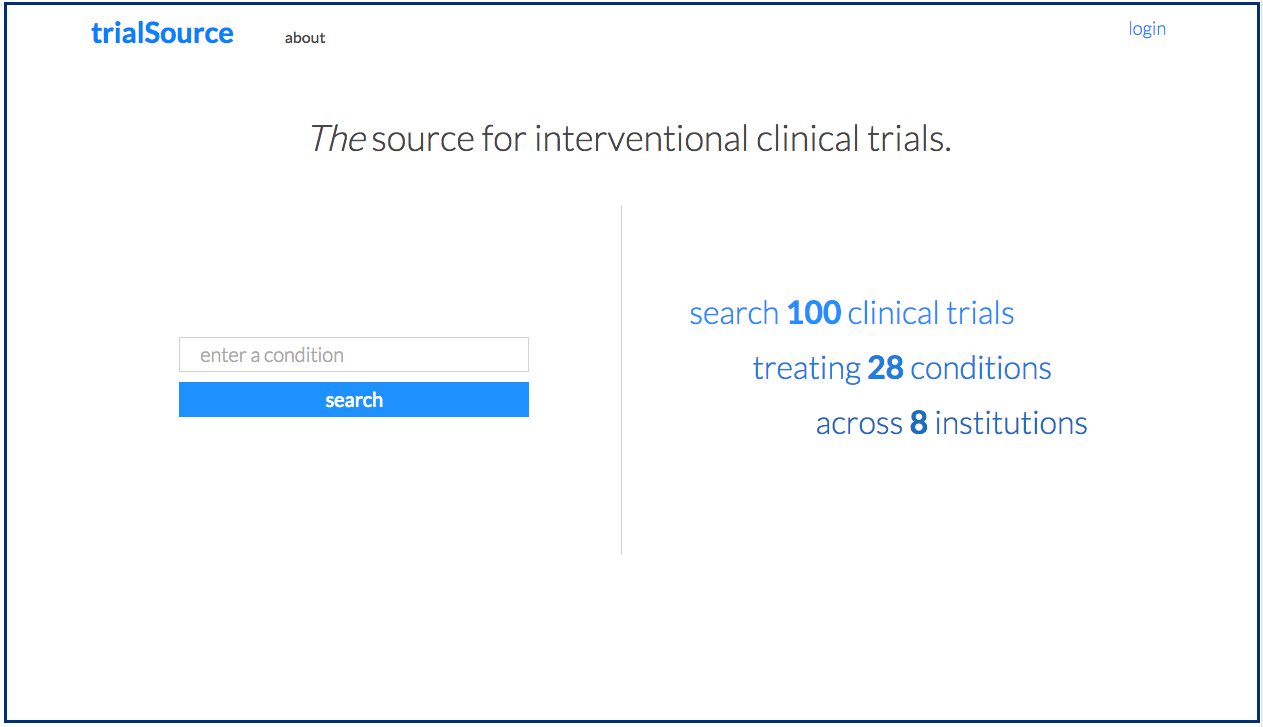 trialSource
about
login
The source for interventional clinical trials.
enter a condition
search
search 100 clinical trials
treating 28 conditions
across 8 institutions